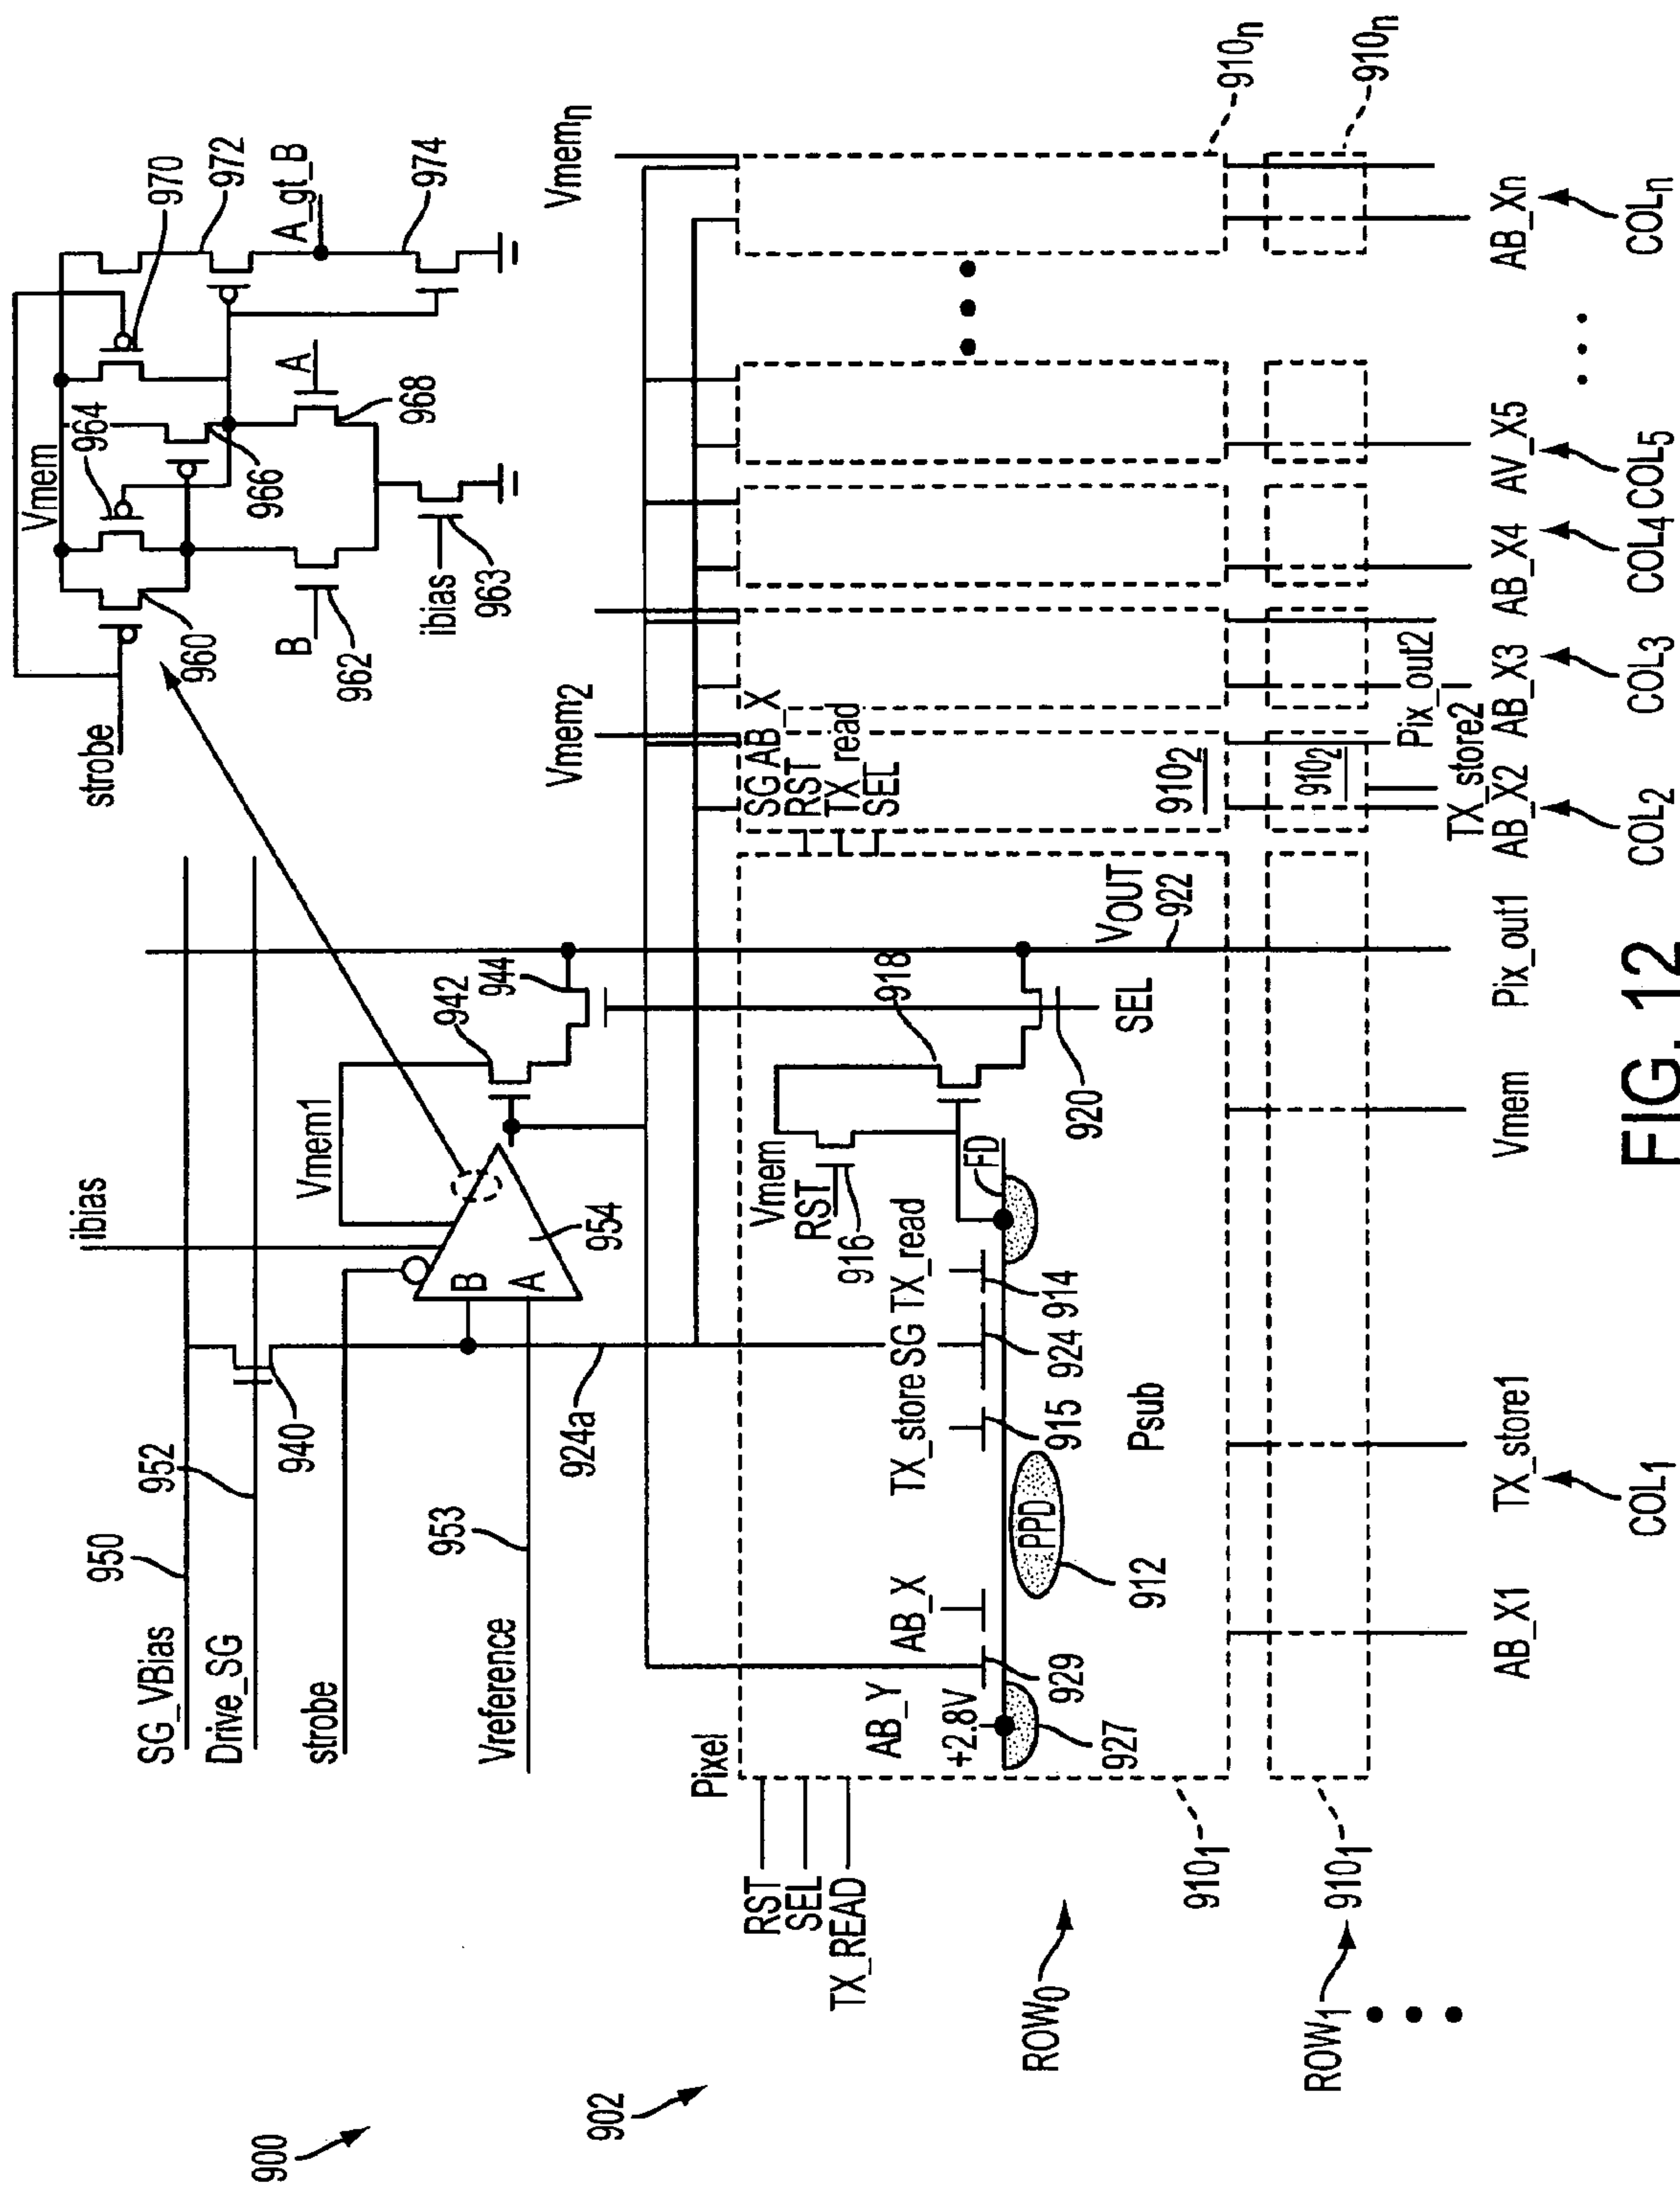 900
902
950
952
SG_VBias
Drive_SG
strobe
Vreference
953
940
924a
ibias
B
A
954
Vmem1
942
944
strobe
Vmem
960
964
966
970
972
A_gt_B
974
B
962
A
968
ibias
963
Pixel
RST
SEL
TX_READ
ROW0
ROW1
9101
9101
AB_Y
+2.8V
927
929
AB_X
PPD
912
TX_store
915
SG
924
TX_read
914
Psub
FD
Vmem
RST
916
918
920
SEL
VOUT
922
Vmem2
SG AB_X
RST
TX_read
SEL
9102
9102
Vmemn
910n
910n
AB_X1
TX_store1
Vmem
Pix_out1
TX_store2
Pix_out2
AB_X2
AB_X3
AB_X4
AV_X5
AB_Xn
COL1
COL2
COL3
COL4
COL5
COLn
FIG. 12